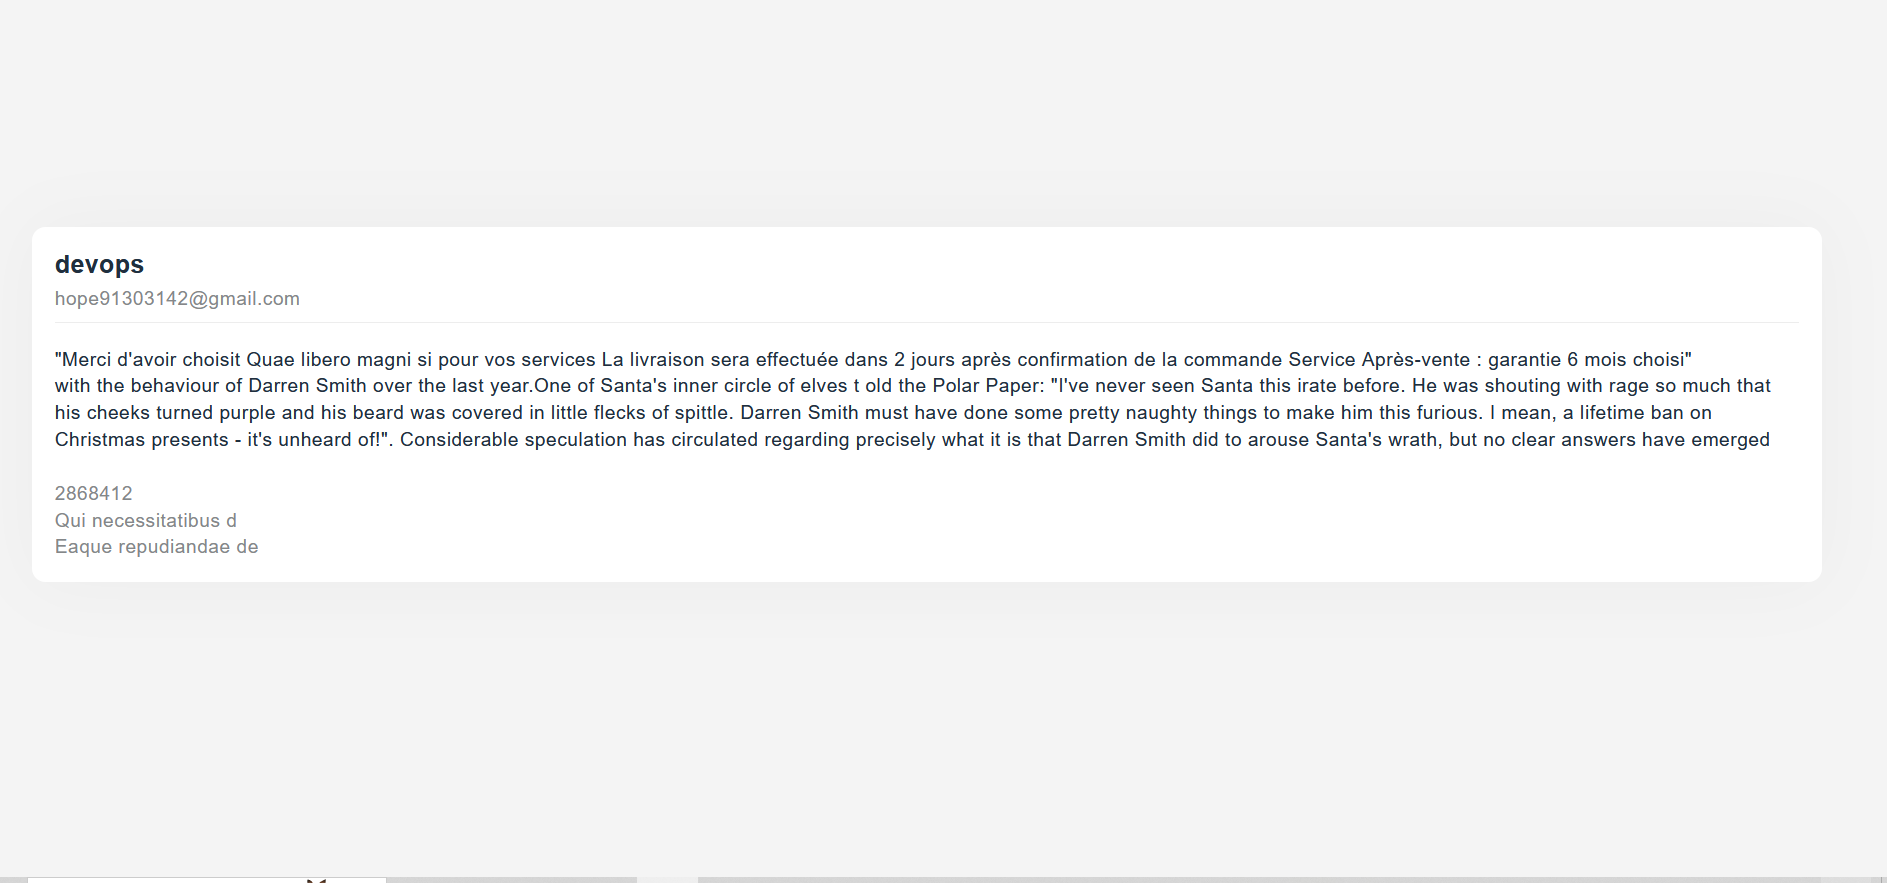 devops
hope91303142@gmail.com
"Merci d'avoir choisit Quae libero magni si pour vos services La livraison sera effectuée dans 2 jours après confirmation de la commande Service Après-vente : garantie 6 mois choisi"
with the behaviour of Darren Smith over the last year.One of Santa's inner circle of elves t old the Polar Paper: "I've never seen Santa this irate before. He was shouting with rage so much that
his cheeks turned purple and his beard was covered in little flecks of spittle. Darren Smith must have done some pretty naughty things to make him this furious. I mean, a lifetime ban on
Christmas presents - it's unheard of!". Considerable speculation has circulated regarding precisely what it is that Darren Smith did to arouse Santa's wrath, but no clear answers have emerged
2868412
Qui necessitatibus d
Eaque repudiandae de